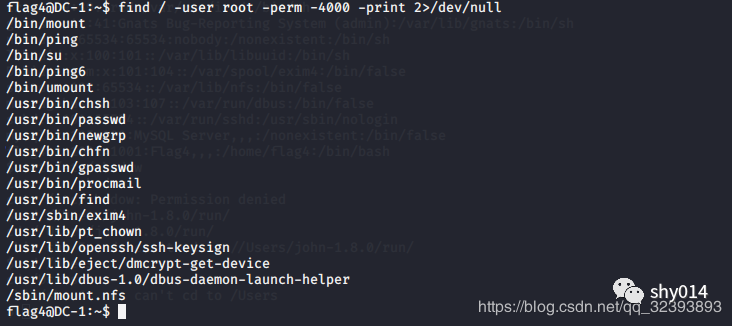 flag4@DC-1:~$ find / -user root -perm -4000 -print 2>/dev/null
/bin/mount
/bin/ping
/bin/su
/bin/ping6
/bin/umount
/usr/bin/chsh
/usr/bin/passwd
/usr/bin/newgrp
/usr/bin/chfn
/usr/bin/gpasswd
/usr/bin/procmail
/usr/bin/find
/usr/sbin/exim4
/usr/lib/pt_chown
/usr/lib/openssh/ssh-keysign
/usr/lib/eject/dmcrypt-get-device
/usr/lib/dbus-1.0/dbus-daemon-launch-helper
/sbin/mount.nfs
flag4@DC-1:~$
shy014
https://blog.csdn.net/qq_32393893